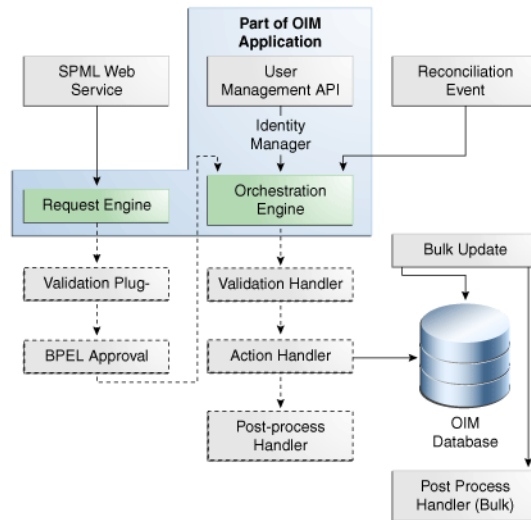 Part of OIM
Application
SPML Web
Service
User
Management API
Reconciliation
Event
Identity
Manager
Request Engine
Orchestration
Engine
Bulk Update
Validation Plug-
Validation Handler
BPEL Approval
Action Handler
Post-process
Handler
OIM
Database
Post Process
Handler (Bulk)